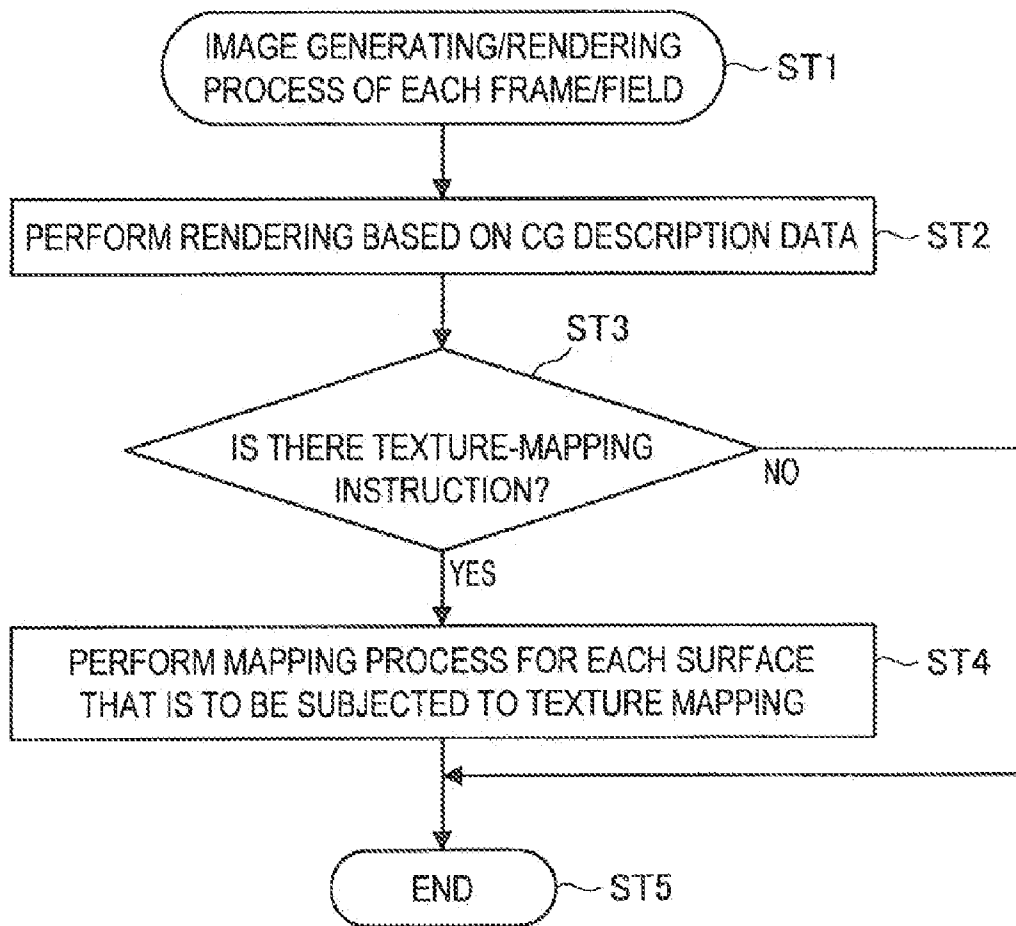 IMAGE GENERATING/RENDERING
PROCESS OF EACH FRAME/FIELD
ST1
PERFORM RENDERING BASED ON CG DESCRIPTION DATA
ST2
ST3
IS THERE TEXTURE-MAPPING
INSTRUCTION?
NO
YES
PERFORM MAPPING PROCESS FOR EACH SURFACE
THAT IS TO BE SUBJECTED TO TEXTURE MAPPING
ST4
END
ST5